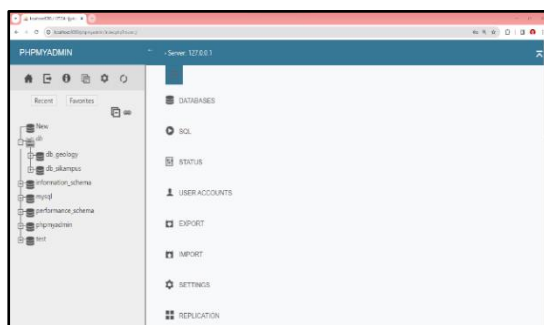 PHPMYADMIN
Server: 127.0.0.1
Recent Favorites
New
db
db_geology
db_sikampus
information_schema
mysql
performance_schema
phpmyadmin
test
DATABASES
SQL
STATUS
USER ACCOUNTS
EXPORT
IMPORT
SETTINGS
REPLICATION